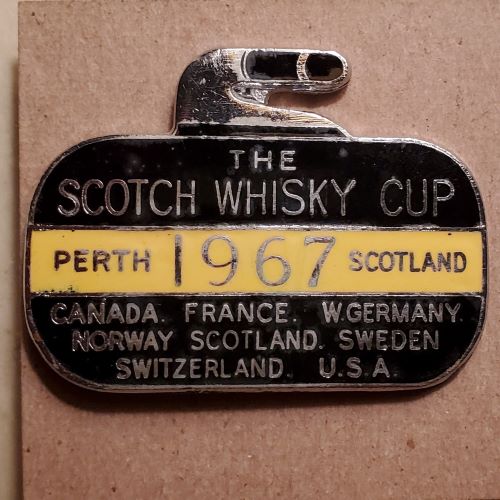 THE
SCOTCH WHISKY CUP
PERTH 1967 SCOTLAND
CANADA. FRANCE. W.GERMANY.
NORWAY SCOTLAND. SWEDEN
SWITZERLAND. U.S.A.